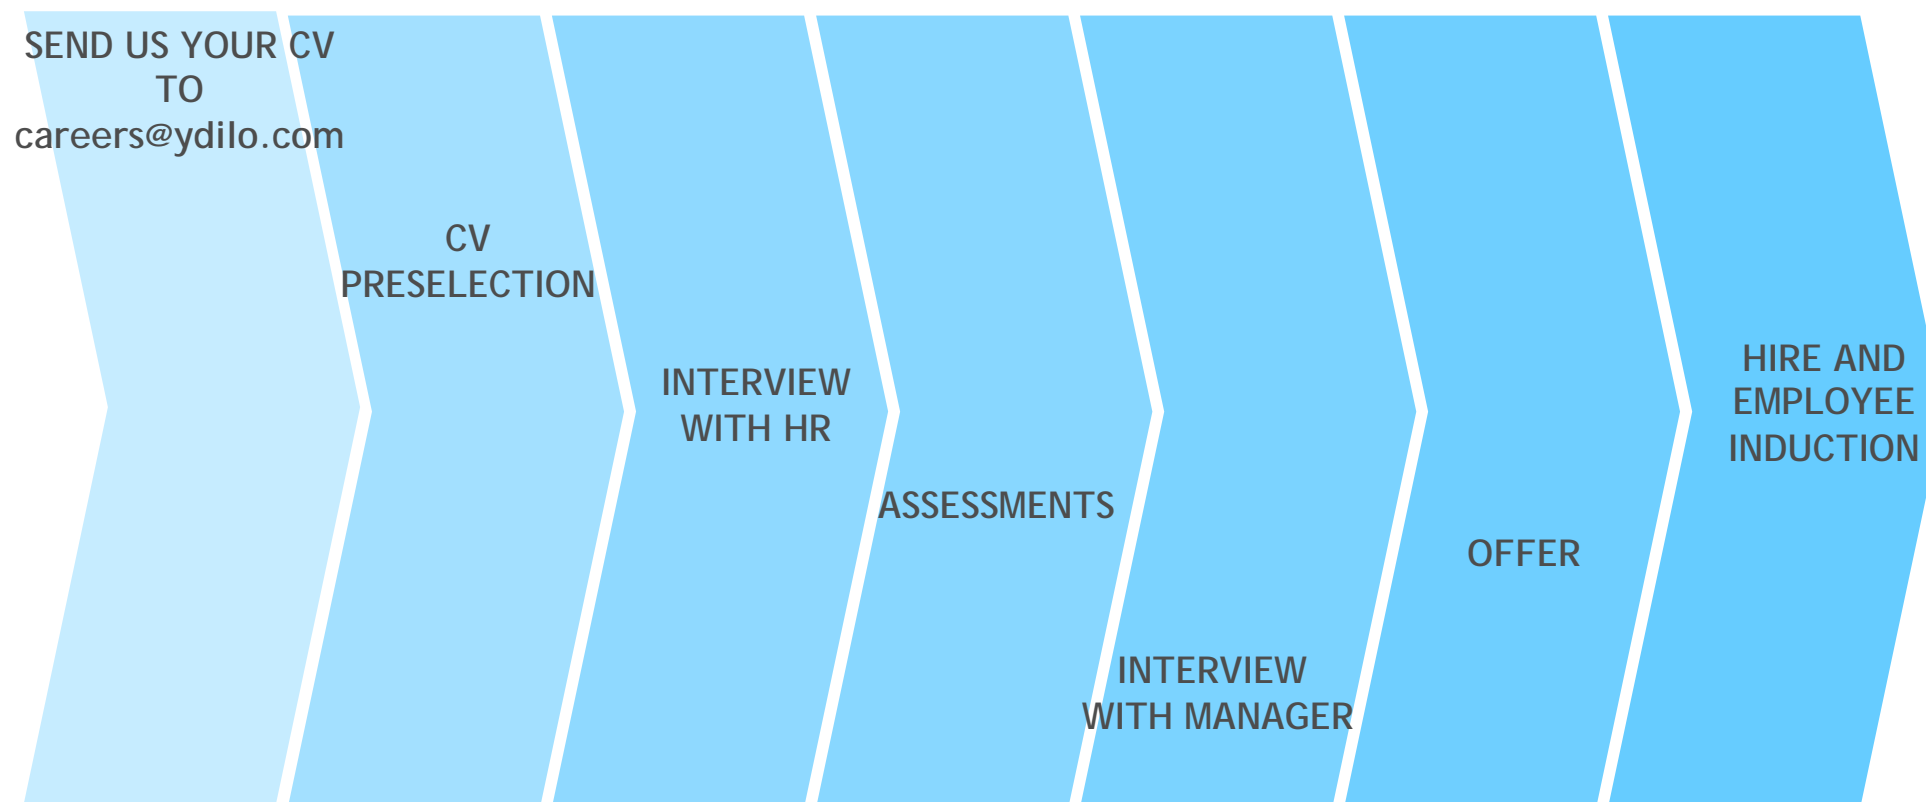 SEND US YOUR CV
TO
careers@ydilo.com
CV
PRESELECTION
INTERVIEW
WITH HR
ASSESSMENTS
INTERVIEW
WITH MANAGER
OFFER
HIRE AND
EMPLOYEE
INDUCTION